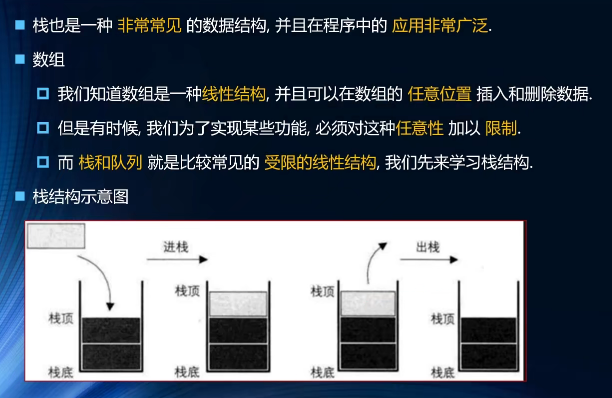 栈也是一种 非常常见 的数据结构, 并且在程序中的 应用非常广泛.
数组
我们知道数组是一种线性结构, 并且可以在数组的 任意位置 插入和删除数据.
但是有时候, 我们为了实现某些功能, 必须对这种任意性 加以 限制.
而 栈和队列 就是比较常见的 受限的线性结构, 我们先来学习栈结构.
栈结构示意图
进栈
出栈
栈顶
栈顶
栈顶
栈顶
栈底
栈底
栈底
栈底